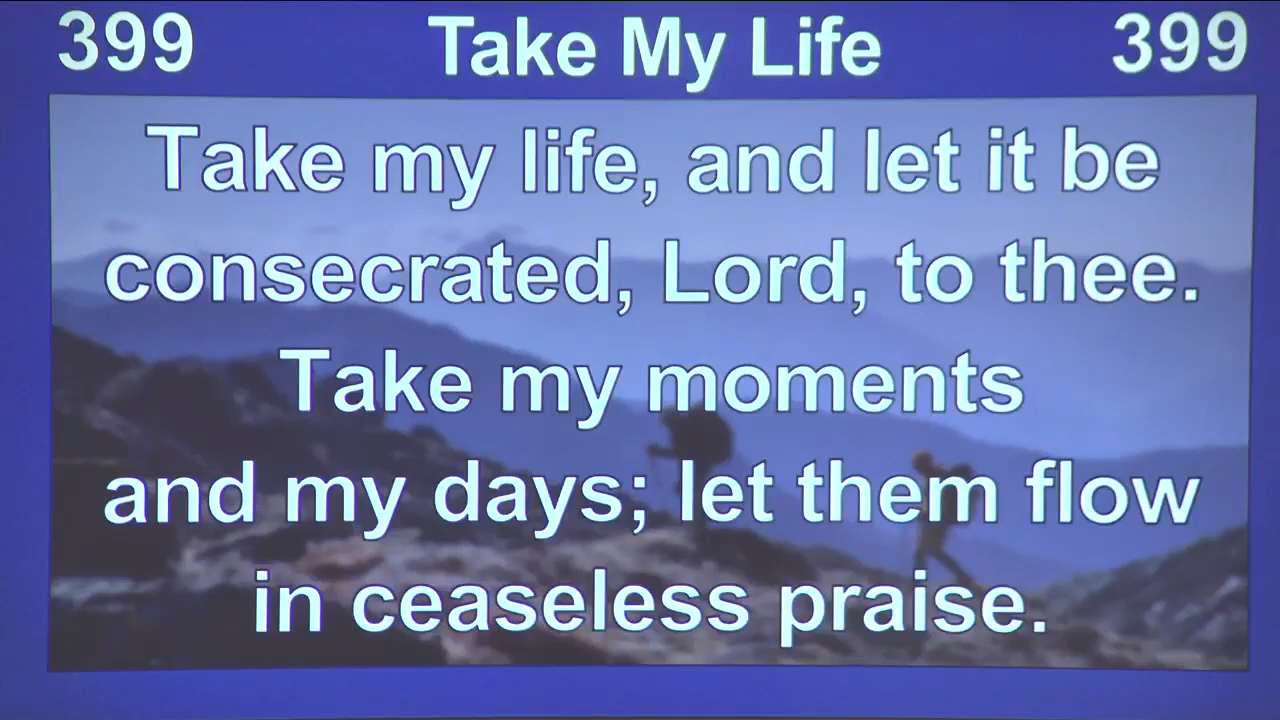 399 Take My Life 399
Take my life, and let it be
consecrated, Lord, to thee.
Take my moments
and my days; let them flow
in ceaseless praise.